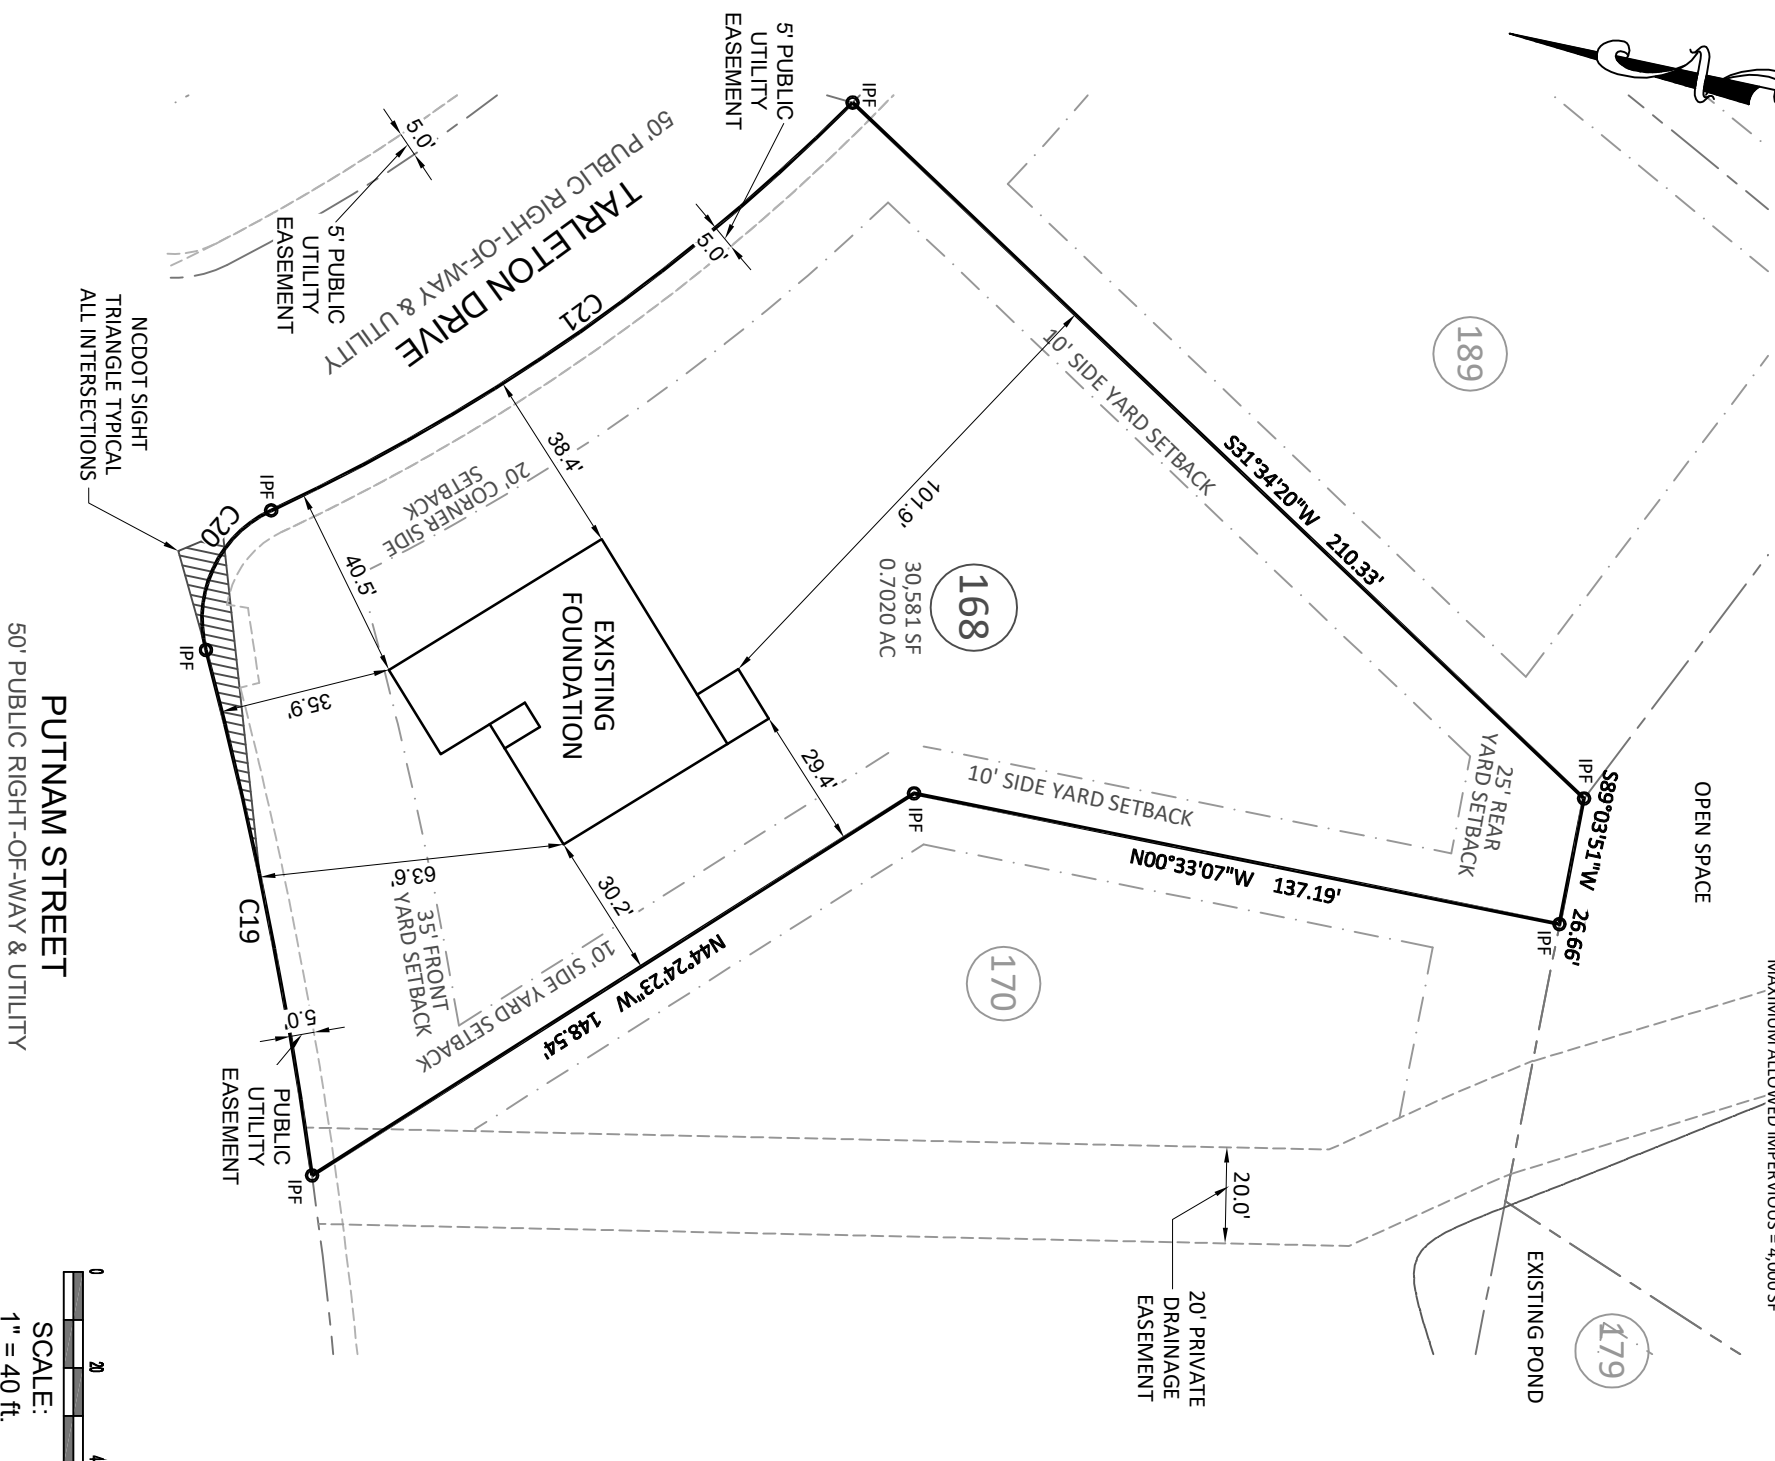 5' PUBLIC
UTILITY
EASEMENT
IPF
5.0'
5' PUBLIC
UTILITY
EASEMENT
50' PUBLIC RIGHT-OF-WAY & UTILITY
TARLETON DRIVE
5.0'
C21
NCDOT SIGHT
TRIANGLE TYPICAL
ALL INTERSECTIONS
IPF
C20
IPF
20' CORNER SIDE
SETBACK
38.4'
40.5'
35.9'
101.9'
EXISTING
FOUNDATION
168
30,581 SF
0.7020 AC
10' SIDE YARD SETBACK
S31°34'20"W 210.33'
189
25' REAR
YARD SETBACK
IPF
S89°03'51"W 26.66'
IPF
OPEN SPACE
10' SIDE YARD SETBACK
IPF
N00°33'07"W 137.19'
29.4'
30.2'
63.6'
35' FRONT
YARD SETBACK
10' SIDE YARD SETBACK
N44°24'23"W 148.54'
170
C19
5.0'
PUBLIC
UTILITY
EASEMENT
IPF
PUTNAM STREET
50' PUBLIC RIGHT-OF-WAY & UTILITY
20.0'
20' PRIVATE
DRAINAGE
EASEMENT
EXISTING POND
179
MAXIMUM ALLOWED IMPERVIOUS = 4,000 SF
0 20 4
SCALE:
1" = 40 ft.